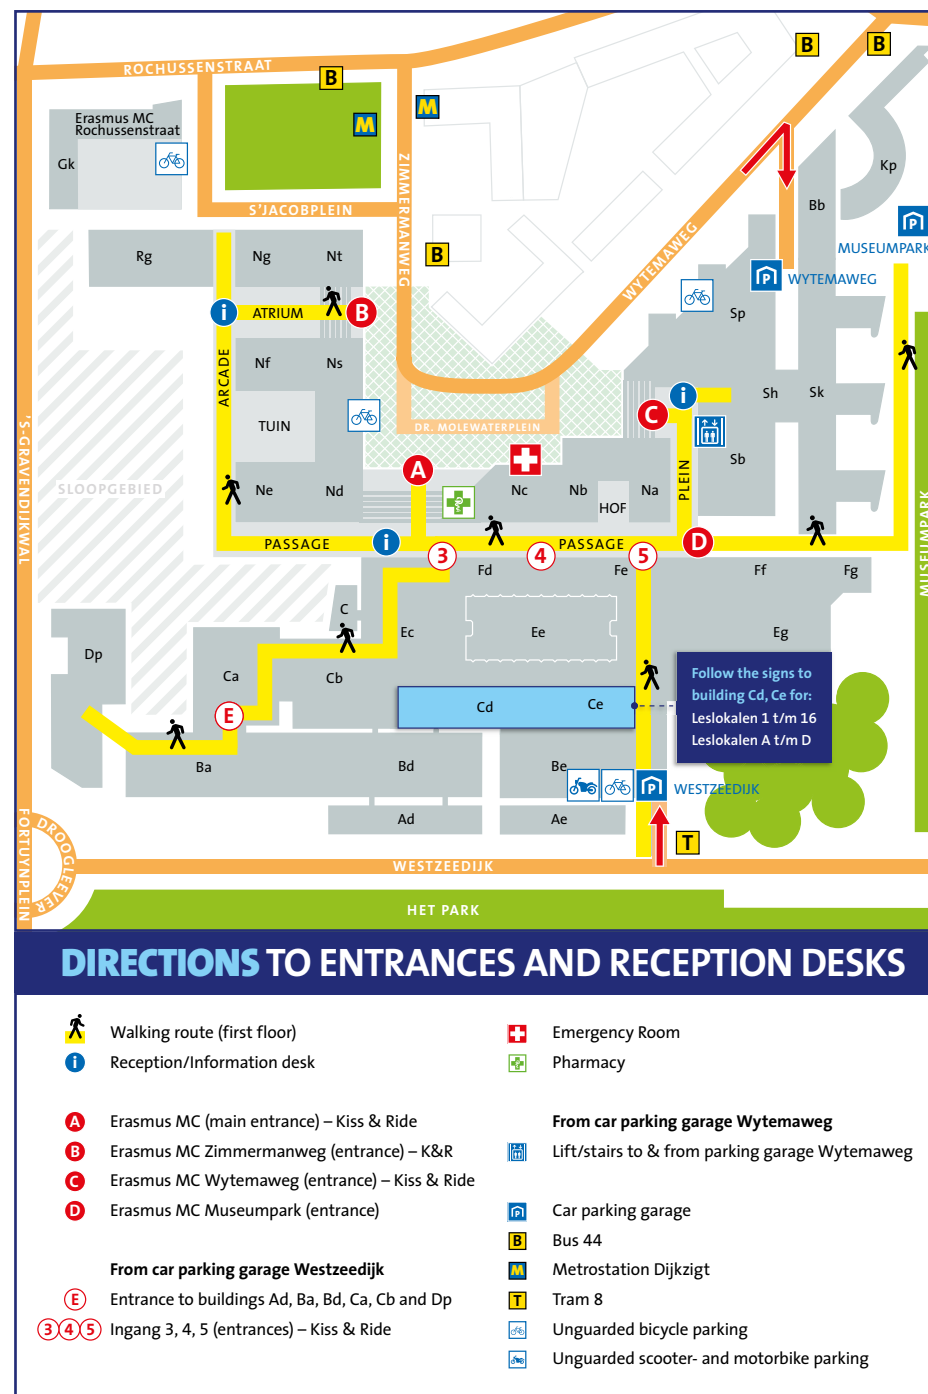 ROCHUSSENSTRAAT
B
B
B
Erasmus MC
Rochussenstraat
Gk
M
M
ZIMMERMANWEG
S'JACOBPLEIN
Kp
Bb
P
MUSEUMPARK
B
WYTEMAWEG
P
WYTEMAWEG
Rg
Ng
Nt
i
ATRIUM
B
Sp
ARCADE
Nf
Ns
TUIN
DR. MOLEWATERPLEIN
C
i
Sh
Sk
'S-GRAVENDIJKWAL
SLOOPGEBIED
Ne
Nd
A
Nc
Nb
HOF
Na
PLEIN
Sb
MUSEUMPARK
PASSAGE
i
3
4
PASSAGE
5
D
Fd
Fe
Ff
Fg
C
Ec
Ee
Eg
Dp
Ca
Cb
E
Cd
Ce
Follow the signs to
building Cd, Ce for:
Leslokalen 1 t/m 16
Leslokalen A t/m D
Ba
Bd
Be
P
WESTZEEDIJK
Ad
Ae
T
DROOGLEEVER
FORTUYNPLEIN
WESTZEEDIJK
HET PARK
DIRECTIONS TO ENTRANCES AND RECEPTION DESKS
Walking route (first floor)
i Reception/Information desk
A Erasmus MC (main entrance) – Kiss & Ride
B Erasmus MC Zimmermanweg (entrance) – K&R
C Erasmus MC Wytemaweg (entrance) – Kiss & Ride
D Erasmus MC Museumpark (entrance)
From car parking garage Westzeedijk
E Entrance to buildings Ad, Ba, Bd, Ca, Cb and Dp
3 4 5 Ingang 3, 4, 5 (entrances) – Kiss & Ride
Emergency Room
Pharmacy
From car parking garage Wytemaweg
Lift/stairs to & from parking garage Wytemaweg
P Car parking garage
B Bus 44
M Metrostation Dijkzigt
T Tram 8
Unguarded bicycle parking
Unguarded scooter- and motorbike parking